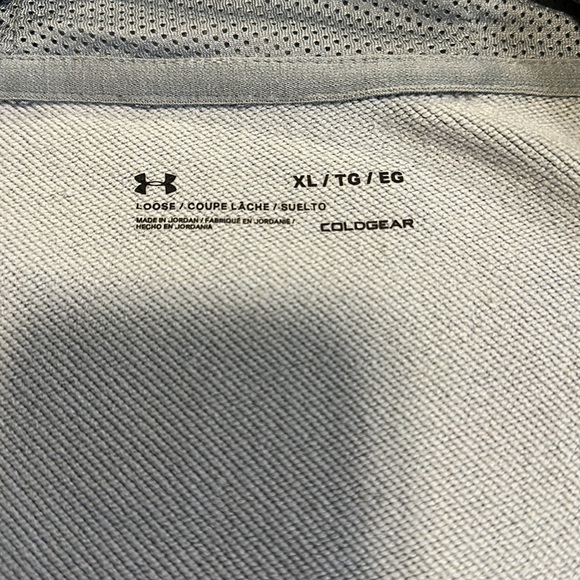 XL / TG / EG
LOOSE / COUPE LÂCHE / SUELTO
MADE IN JORDAN / FABRIQUÉ EN JORDANIE /
HECHO EN JORDANIA
COLDGEAR